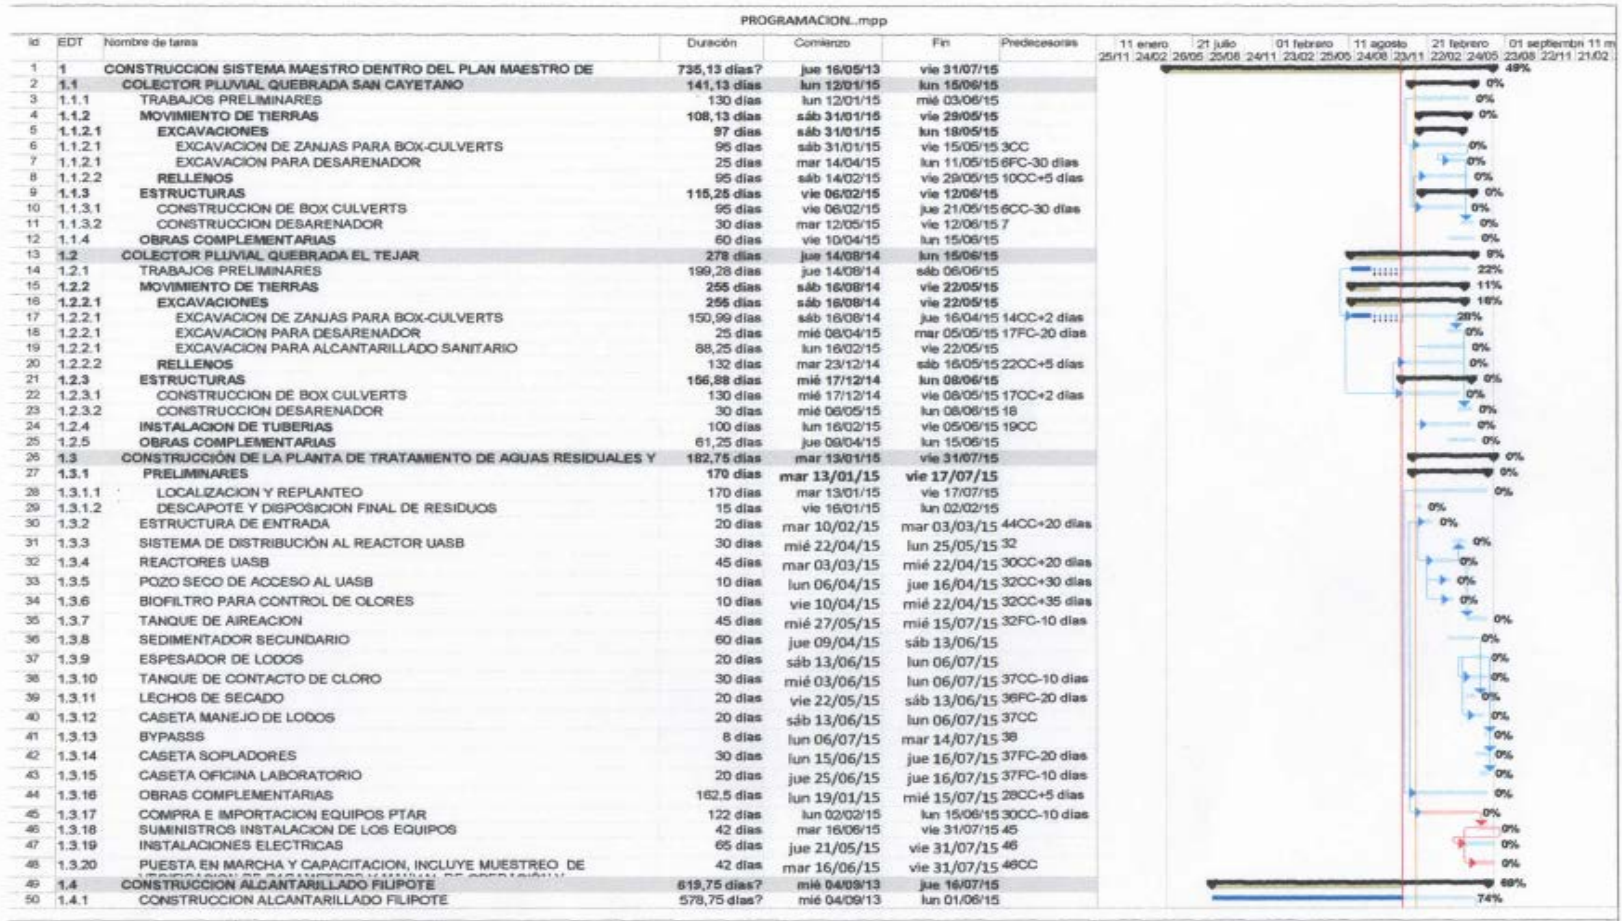 PROGRAMACION..mpp
Id EDT Nombre de tarea Duración Comienzo Fin Predecesoras 11 enero 21 julio 01 febrero 11 agosto 21 febrero 01 septiembre 11 m
25/11 24/02 26/05 25/08 24/11 23/02 25/05 24/08 23/11 22/02 24/05 23/08 22/11 21/02
1 1 CONSTRUCCION SISTEMA MAESTRO DENTRO DEL PLAN MAESTRO DE 735,13 días? jue 16/05/13 vie 31/07/15 49%
2 1.1 COLECTOR PLUVIAL QUEBRADA SAN CAYETANO 141,13 días lun 12/01/15 lun 15/06/15 0%
3 1.1.1 TRABAJOS PRELIMINARES 130 días lun 12/01/15 mié 03/06/15 0%
4 1.1.2 MOVIMIENTO DE TIERRAS 108,13 días sáb 31/01/15 vie 29/05/15 0%
5 1.1.2.1 EXCAVACIONES 97 días sáb 31/01/15 lun 18/05/15 0%
6 1.1.2.1 EXCAVACION DE ZANJAS PARA BOX-CULVERTS 95 días sáb 31/01/15 vie 15/05/15 3CC 0%
7 1.1.2.1 EXCAVACION PARA DESARENADOR 25 días mar 14/04/15 lun 11/05/15 6FC-30 días 0%
8 1.1.2.2 RELLENOS 95 días sáb 14/02/15 vie 29/05/15 10CC+5 días 0%
9 1.1.3 ESTRUCTURAS 115,25 días vie 06/02/15 vie 12/06/15 0%
10 1.1.3.1 CONSTRUCCION DE BOX CULVERTS 95 días vie 06/02/15 jue 21/05/15 6CC-30 días 0%
11 1.1.3.2 CONSTRUCCION DESARENADOR 30 días mar 12/05/15 vie 12/06/15 7 0%
12 1.1.4 OBRAS COMPLEMENTARIAS 60 días vie 10/04/15 lun 15/06/15 0%
13 1.2 COLECTOR PLUVIAL QUEBRADA EL TEJAR 278 días jue 14/08/14 lun 15/06/15 8%
14 1.2.1 TRABAJOS PRELIMINARES 199,28 días jue 14/08/14 sáb 06/06/15 22%
15 1.2.2 MOVIMIENTO DE TIERRAS 255 días sáb 16/08/14 vie 22/05/15 11%
16 1.2.2.1 EXCAVACIONES 255 días sáb 16/08/14 vie 22/05/15 16%
17 1.2.2.1 EXCAVACION DE ZANJAS PARA BOX-CULVERTS 150,99 días sáb 16/08/14 jue 16/04/15 14CC+2 días 28%
18 1.2.2.1 EXCAVACION PARA DESARENADOR 25 días mié 08/04/15 mar 05/05/15 17FC-20 días 0%
19 1.2.2.1 EXCAVACION PARA ALCANTARILLADO SANITARIO 88,25 días lun 16/02/15 vie 22/05/15 0%
20 1.2.2.2 RELLENOS 132 días mar 23/12/14 sáb 16/05/15 22CC+5 días 0%
21 1.2.3 ESTRUCTURAS 156,88 días mié 17/12/14 lun 08/06/15 0%
22 1.2.3.1 CONSTRUCCION DE BOX CULVERTS 130 días mié 17/12/14 vie 08/05/15 17CC+2 días 0%
23 1.2.3.2 CONSTRUCCION DESARENADOR 30 días mié 06/05/15 lun 08/06/15 18 0%
24 1.2.4 INSTALACION DE TUBERIAS 100 días lun 16/02/15 vie 05/06/15 19CC 0%
25 1.2.5 OBRAS COMPLEMENTARIAS 61,25 días jue 09/04/15 lun 15/06/15 0%
26 1.3 CONSTRUCCIÓN DE LA PLANTA DE TRATAMIENTO DE AGUAS RESIDUALES Y 182,75 días mar 13/01/15 vie 31/07/15 0%
27 1.3.1 PRELIMINARES 170 días mar 13/01/15 vie 17/07/15 0%
28 1.3.1.1 LOCALIZACION Y REPLANTEO 170 días mar 13/01/15 vie 17/07/15 0%
29 1.3.1.2 DESCAPOTE Y DISPOSICION FINAL DE RESIDUOS 15 días vie 16/01/15 lun 02/02/15 0%
30 1.3.2 ESTRUCTURA DE ENTRADA 20 días mar 10/02/15 mar 03/03/15 44CC+20 días 0%
31 1.3.3 SISTEMA DE DISTRIBUCIÓN AL REACTOR UASB 30 días mié 22/04/15 lun 25/05/15 32 0%
32 1.3.4 REACTORES UASB 45 días mar 03/03/15 mié 22/04/15 30CC+20 días 0%
33 1.3.5 POZO SECO DE ACCESO AL UASB 10 días lun 06/04/15 jue 16/04/15 32CC+30 días 0%
34 1.3.6 BIOFILTRO PARA CONTROL DE OLORES 10 días vie 10/04/15 mié 22/04/15 32CC+35 días 0%
35 1.3.7 TANQUE DE AIREACION 45 días mié 27/05/15 mié 15/07/15 32FC-10 días 0%
36 1.3.8 SEDIMENTADOR SECUNDARIO 60 días jue 09/04/15 sáb 13/06/15 0%
37 1.3.9 ESPESADOR DE LODOS 20 días sáb 13/06/15 lun 06/07/15 0%
38 1.3.10 TANQUE DE CONTACTO DE CLORO 30 días mié 03/06/15 lun 06/07/15 37CC-10 días 0%
39 1.3.11 LECHOS DE SECADO 20 días vie 22/05/15 sáb 13/06/15 36FC-20 días 0%
40 1.3.12 CASETA MANEJO DE LODOS 20 días sáb 13/06/15 lun 06/07/15 37CC 0%
41 1.3.13 BYPASSS 8 días lun 06/07/15 mar 14/07/15 38 0%
42 1.3.14 CASETA SOPLADORES 30 días lun 15/06/15 jue 16/07/15 37FC-20 días 0%
43 1.3.15 CASETA OFICINA LABORATORIO 20 días jue 25/06/15 jue 16/07/15 37FC-10 días 0%
44 1.3.16 OBRAS COMPLEMENTARIAS 162,5 días lun 19/01/15 mié 15/07/15 28CC+5 días 0%
45 1.3.17 COMPRA E IMPORTACION EQUIPOS PTAR 122 días lun 02/02/15 lun 15/06/15 30CC-10 días 0%
46 1.3.18 SUMINISTROS INSTALACION DE LOS EQUIPOS 42 días mar 16/06/15 vie 31/07/15 45 0%
47 1.3.19 INSTALACIONES ELECTRICAS 65 días jue 21/05/15 vie 31/07/15 46 0%
48 1.3.20 PUESTA EN MARCHA Y CAPACITACION, INCLUYE MUESTREO DE 42 días mar 16/06/15 vie 31/07/15 46CC 0%
49 1.4 CONSTRUCCION ALCANTARILLADO FILIPOTE 619,75 días? mié 04/09/13 jue 16/07/15 68%
50 1.4.1 CONSTRUCCION ALCANTARILLADO FILIPOTE 578,75 días? mié 04/09/13 lun 01/06/15 74%